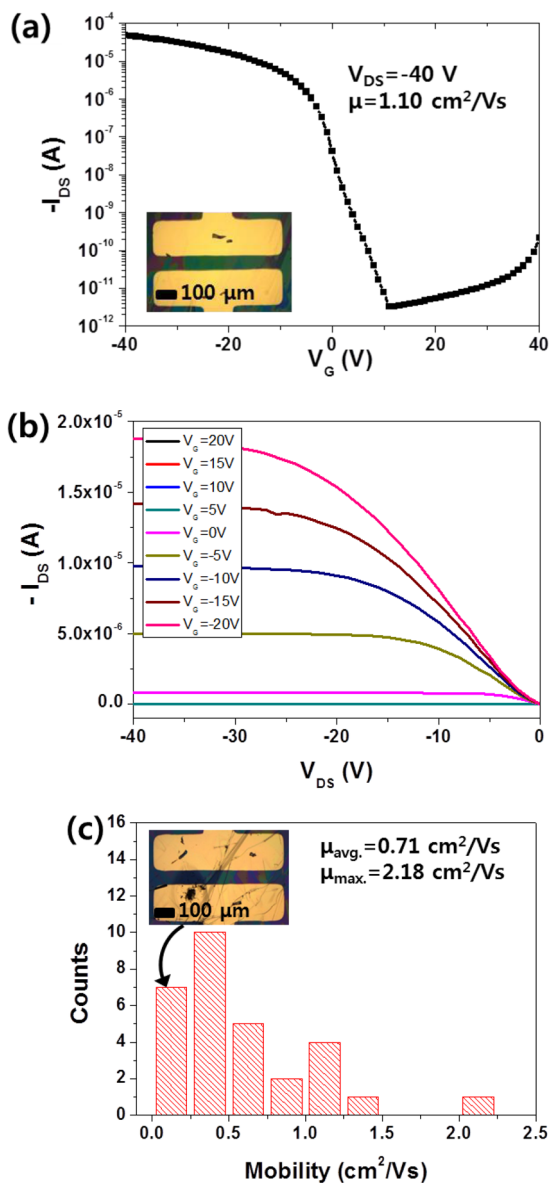 (a)
10⁻⁴
10⁻⁵
10⁻⁶
10⁻⁷
10⁻⁸
10⁻⁹
10⁻¹⁰
10⁻¹¹
10⁻¹²
-I_DS (A)
V_DS=-40 V
μ=1.10 cm²/Vs
100 μm
-40 -20 0 20 40
V_G (V)
(b)
2.0x10⁻⁵
1.5x10⁻⁵
1.0x10⁻⁵
5.0x10⁻⁶
0.0
- I_DS (A)
V_G=20V
V_G=15V
V_G=10V
V_G=5V
V_G=0V
V_G=-5V
V_G=-10V
V_G=-15V
V_G=-20V
-40 -30 -20 -10 0
V_DS (V)
(c)
16
14
12
10
8
6
4
2
0
Counts
μ_avg.=0.71 cm²/Vs
μ_max.=2.18 cm²/Vs
100 μm
0.0 0.5 1.0 1.5 2.0 2.5
Mobility (cm²/Vs)